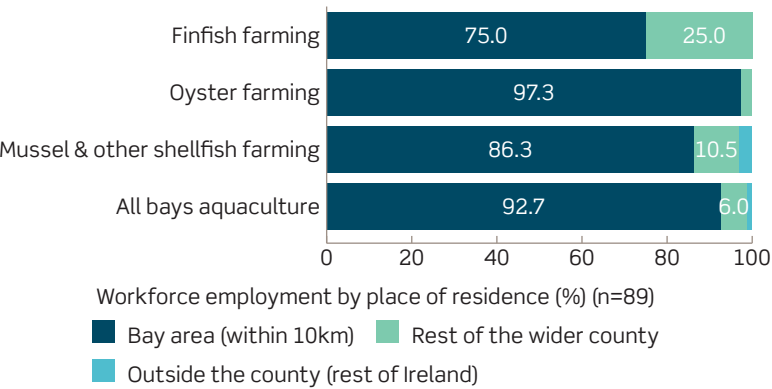 Finfish farming 75.0 25.0
Oyster farming 97.3
Mussel & other shellfish farming 86.3 10.5
All bays aquaculture 92.7 6.0
0 20 40 60 80 100
Workforce employment by place of residence (%) (n=89)
Bay area (within 10km) Rest of the wider county
Outside the county (rest of Ireland)